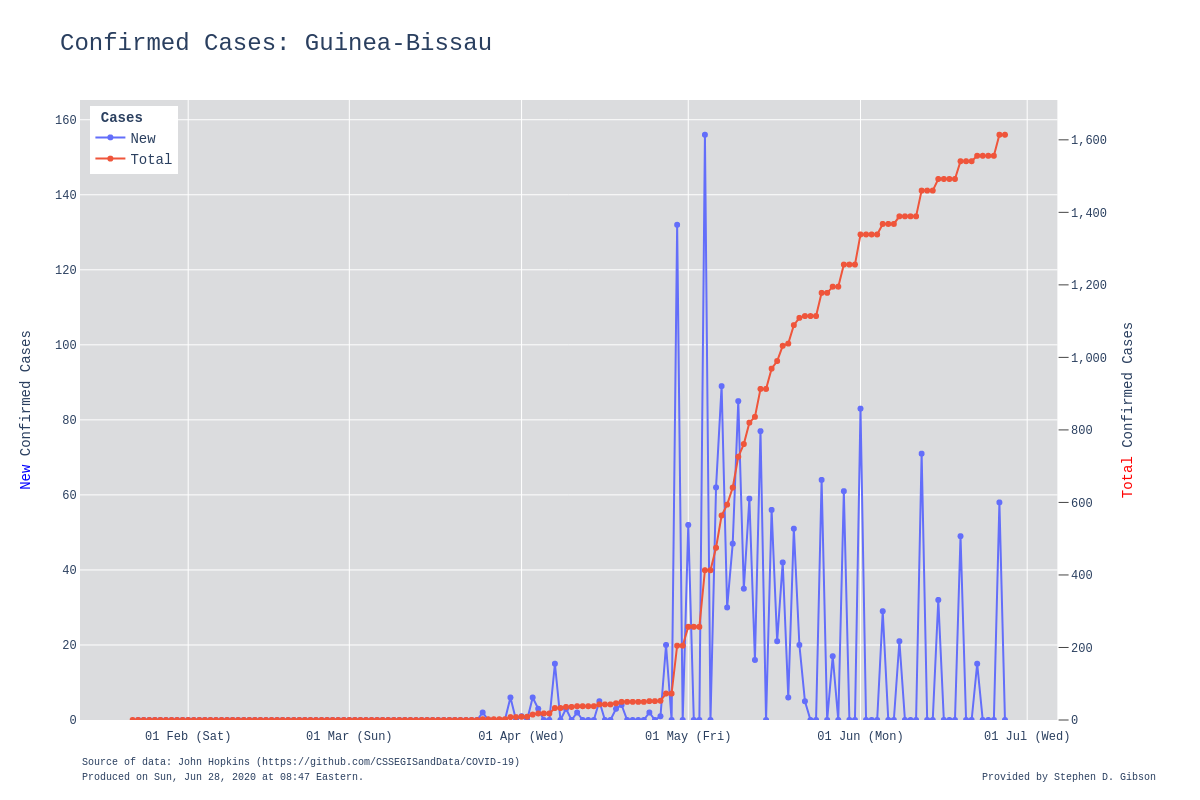 Confirmed Cases: Guinea-Bissau
Cases
New
Total
160
140
120
100
80
60
40
20
0
1,600
1,400
1,200
1,000
800
600
400
200
0
New Confirmed Cases
Total Confirmed Cases
01 Feb (Sat) 01 Mar (Sun) 01 Apr (Wed) 01 May (Fri) 01 Jun (Mon) 01 Jul (Wed)
Source of data: John Hopkins (https://github.com/CSSEGISandData/COVID-19)
Produced on Sun, Jun 28, 2020 at 08:47 Eastern.
Provided by Stephen D. Gibson